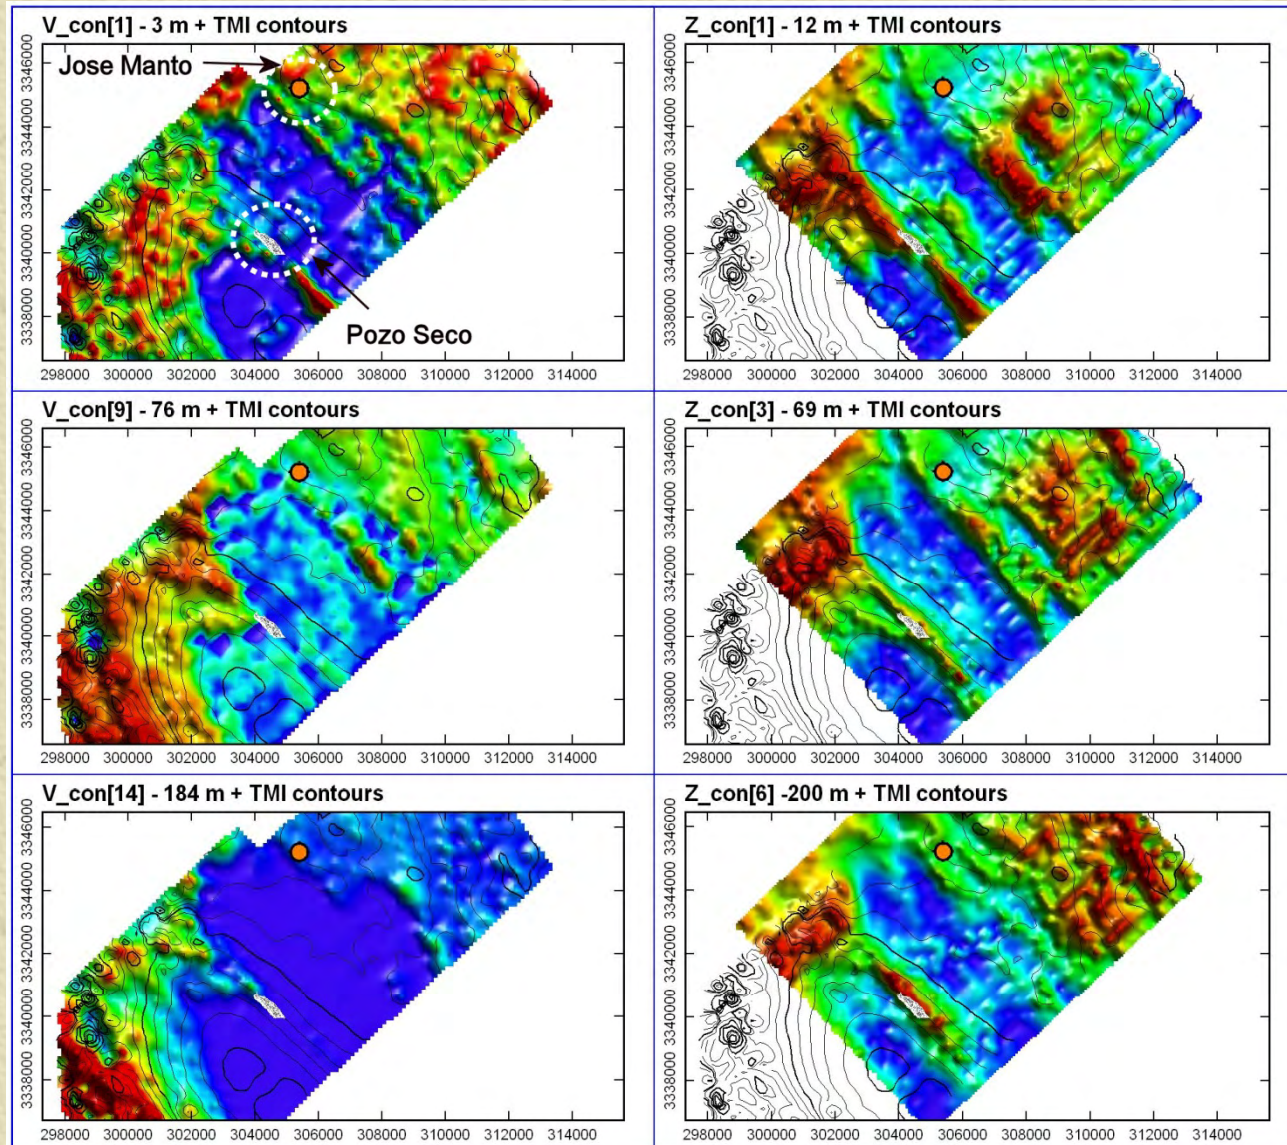 V_con[1] - 3 m + TMI contours
3346000
3344000
3342000
3340000
3338000
Jose Manto
Pozo Seco
298000 300000 302000 304000 306000 308000 310000 312000 314000
Z_con[1] - 12 m + TMI contours
3346000
3344000
3342000
3340000
3338000
298000 300000 302000 304000 306000 308000 310000 312000 314000
V_con[9] - 76 m + TMI contours
3346000
3344000
3342000
3340000
3338000
298000 300000 302000 304000 306000 308000 310000 312000 314000
Z_con[3] - 69 m + TMI contours
3346000
3344000
3342000
3340000
3338000
298000 300000 302000 304000 306000 308000 310000 312000 314000
V_con[14] - 184 m + TMI contours
3346000
3344000
3342000
3340000
3338000
298000 300000 302000 304000 306000 308000 310000 312000 314000
Z_con[6] -200 m + TMI contours
3346000
3344000
3342000
3340000
3338000
298000 300000 302000 304000 306000 308000 310000 312000 314000